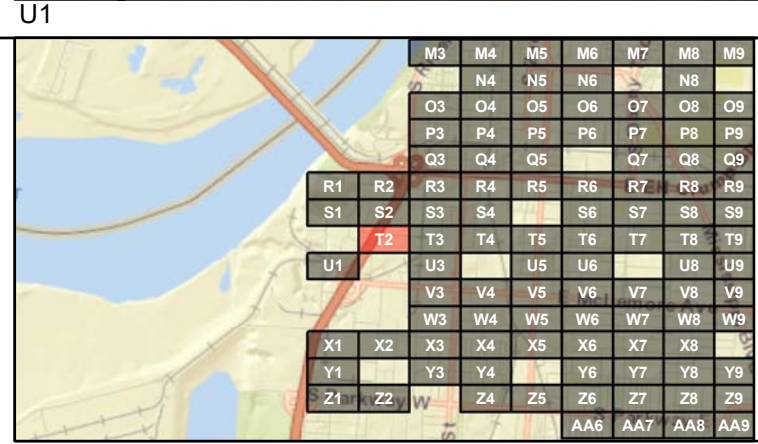 U1
M3 M4 M5 M6 M7 M8 M9
N4 N5 N6 N8
O3 O4 O5 O6 O7 O8 O9
P3 P4 P5 P6 P7 P8 P9
Q3 Q4 Q5 Q7 Q8 Q9
R1 R2 R3 R4 R5 R6 R7 R8 R9
S1 S2 S3 S4 S6 S7 S8 S9
T2 T3 T4 T5 T6 T7 T8 T9
U1 U3 U5 U6 U8 U9
V3 V4 V5 V6 V7 V8 V9
E McLemore Ave
W3 W4 W5 W6 W7 W8 W9
X1 X2 X3 X4 X5 X6 X7 X8
Y1 Y3 Y4 Y6 Y7 Y8 Y9
S Parkway W
Z1 Z2 Z4 Z5 Z6 Z7 Z8 Z9
AA6 AA7 AA8 AA9